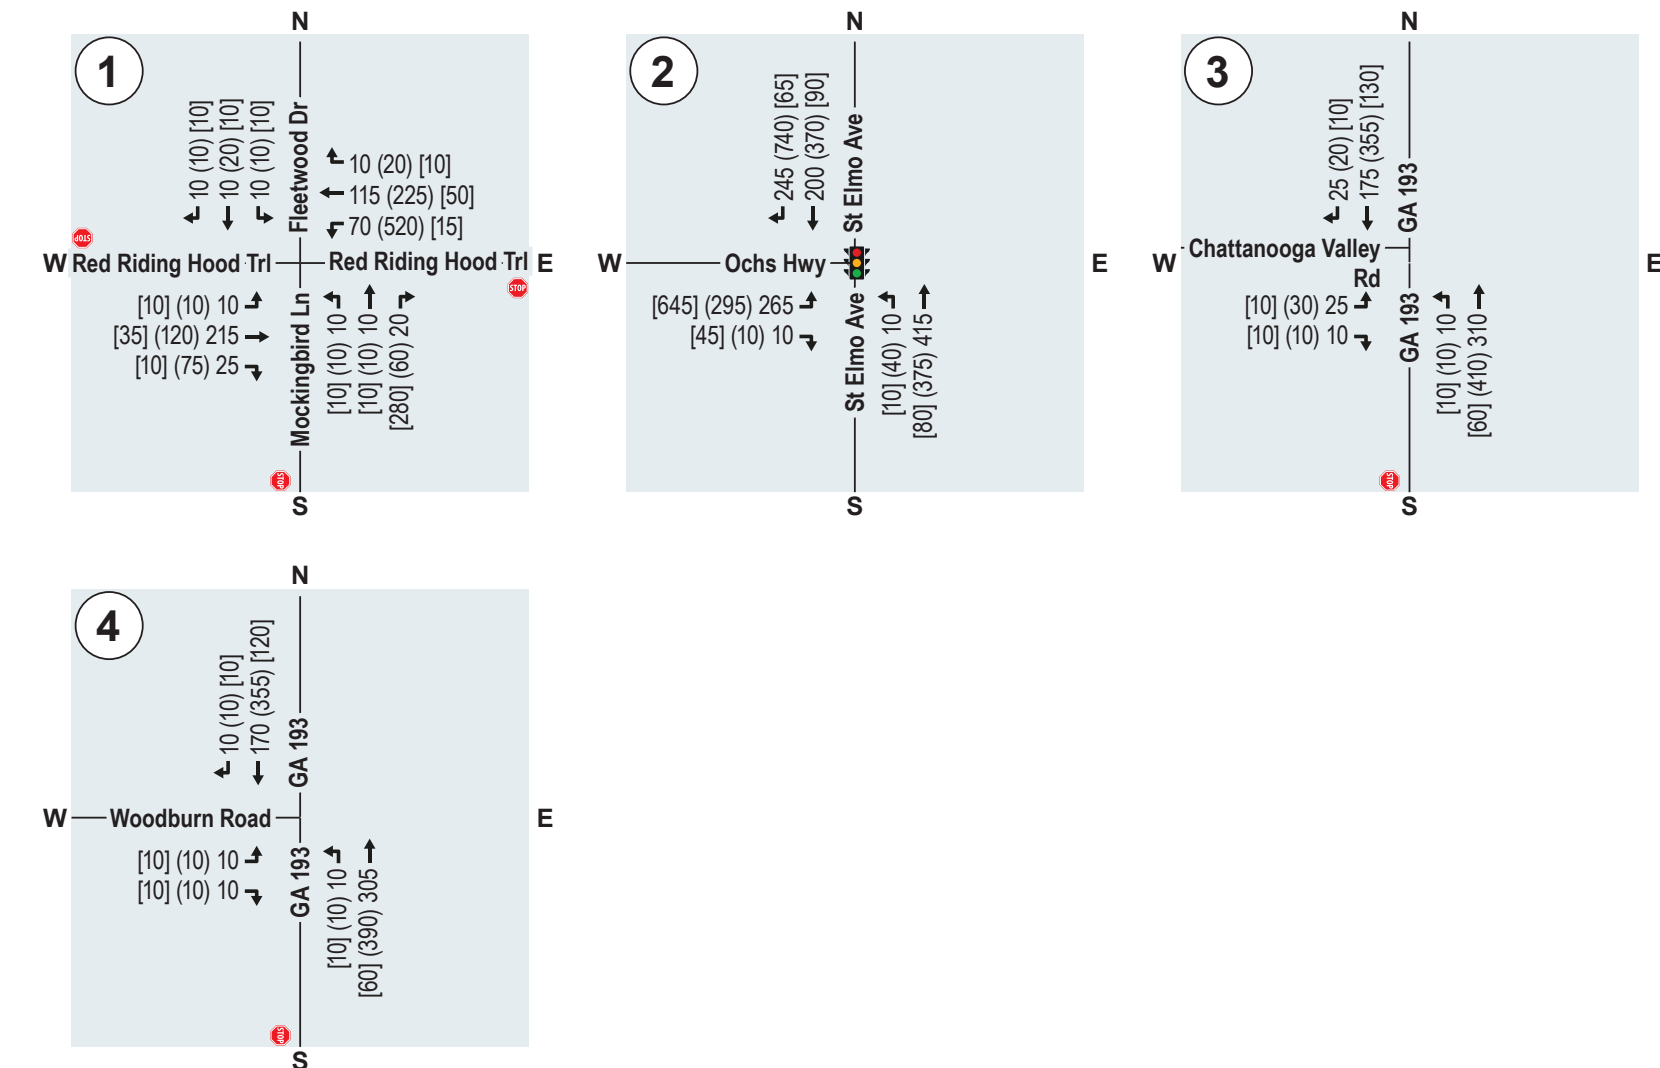 N
1
10 (10) [10]
10 (20) [10]
10 (10) [10]
Fleetwood Dr
10 (20) [10]
115 (225) [50]
70 (520) [15]
STOP
W
Red Riding Hood Trl
Red Riding Hood Trl
E
STOP
[10] (10) 10
[35] (120) 215
[10] (75) 25
Mockingbird Ln
[10] (10) 10
[10] (10) 10
[280] (60) 20
STOP
S
N
2
245 (740) [65]
200 (370) [90]
St Elmo Ave
W
Ochs Hwy
E
[645] (295) 265
[45] (10) 10
St Elmo Ave
[10] (40) 10
[80] (375) 415
S
N
3
25 (20) [10]
175 (355) [130]
GA 193
W
Chattanooga Valley
Rd
E
[10] (30) 25
[10] (10) 10
GA 193
[10] (10) 10
[60] (410) 310
STOP
S
N
4
10 (10) [10]
170 (355) [120]
GA 193
W
Woodburn Road
E
[10] (10) 10
[10] (10) 10
GA 193
[10] (10) 10
[60] (390) 305
STOP
S